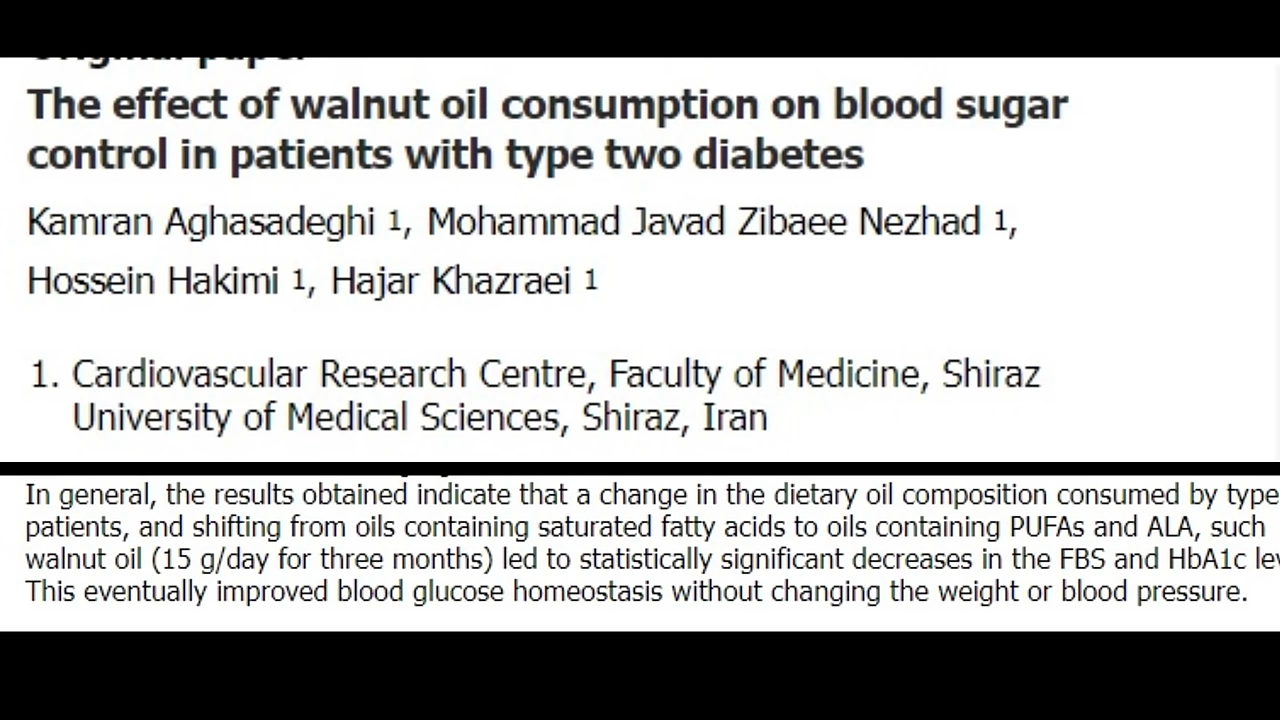 Original paper
The effect of walnut oil consumption on blood sugar
control in patients with type two diabetes
Kamran Aghasadeghi 1, Mohammad Javad Zibaee Nezhad 1,
Hossein Hakimi 1, Hajar Khazraei 1
1. Cardiovascular Research Centre, Faculty of Medicine, Shiraz
University of Medical Sciences, Shiraz, Iran
In general, the results obtained indicate that a change in the dietary oil composition consumed by type
patients, and shifting from oils containing saturated fatty acids to oils containing PUFAs and ALA, such
walnut oil (15 g/day for three months) led to statistically significant decreases in the FBS and HbA1c lev
This eventually improved blood glucose homeostasis without changing the weight or blood pressure.